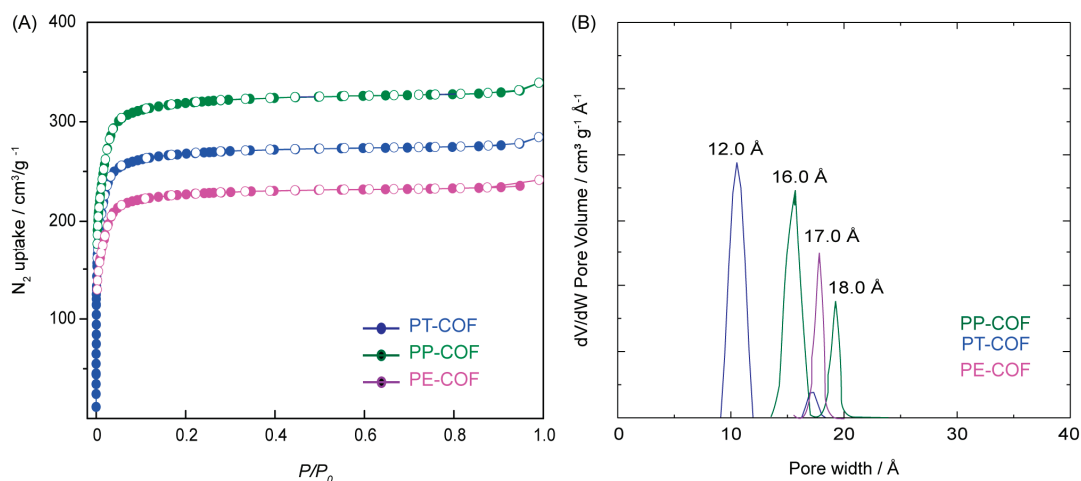 (A)
400
300
200
100
0
0.2
0.4
0.6
0.8
1.0
N₂ uptake / cm³/g⁻¹
P/P₀
PT-COF
PP-COF
PE-COF
(B)
12.0 Å
16.0 Å
17.0 Å
18.0 Å
PP-COF
PT-COF
PE-COF
dV/dW Pore Volume / cm³ g⁻¹ Å⁻¹
0
10
20
30
40
Pore width / Å